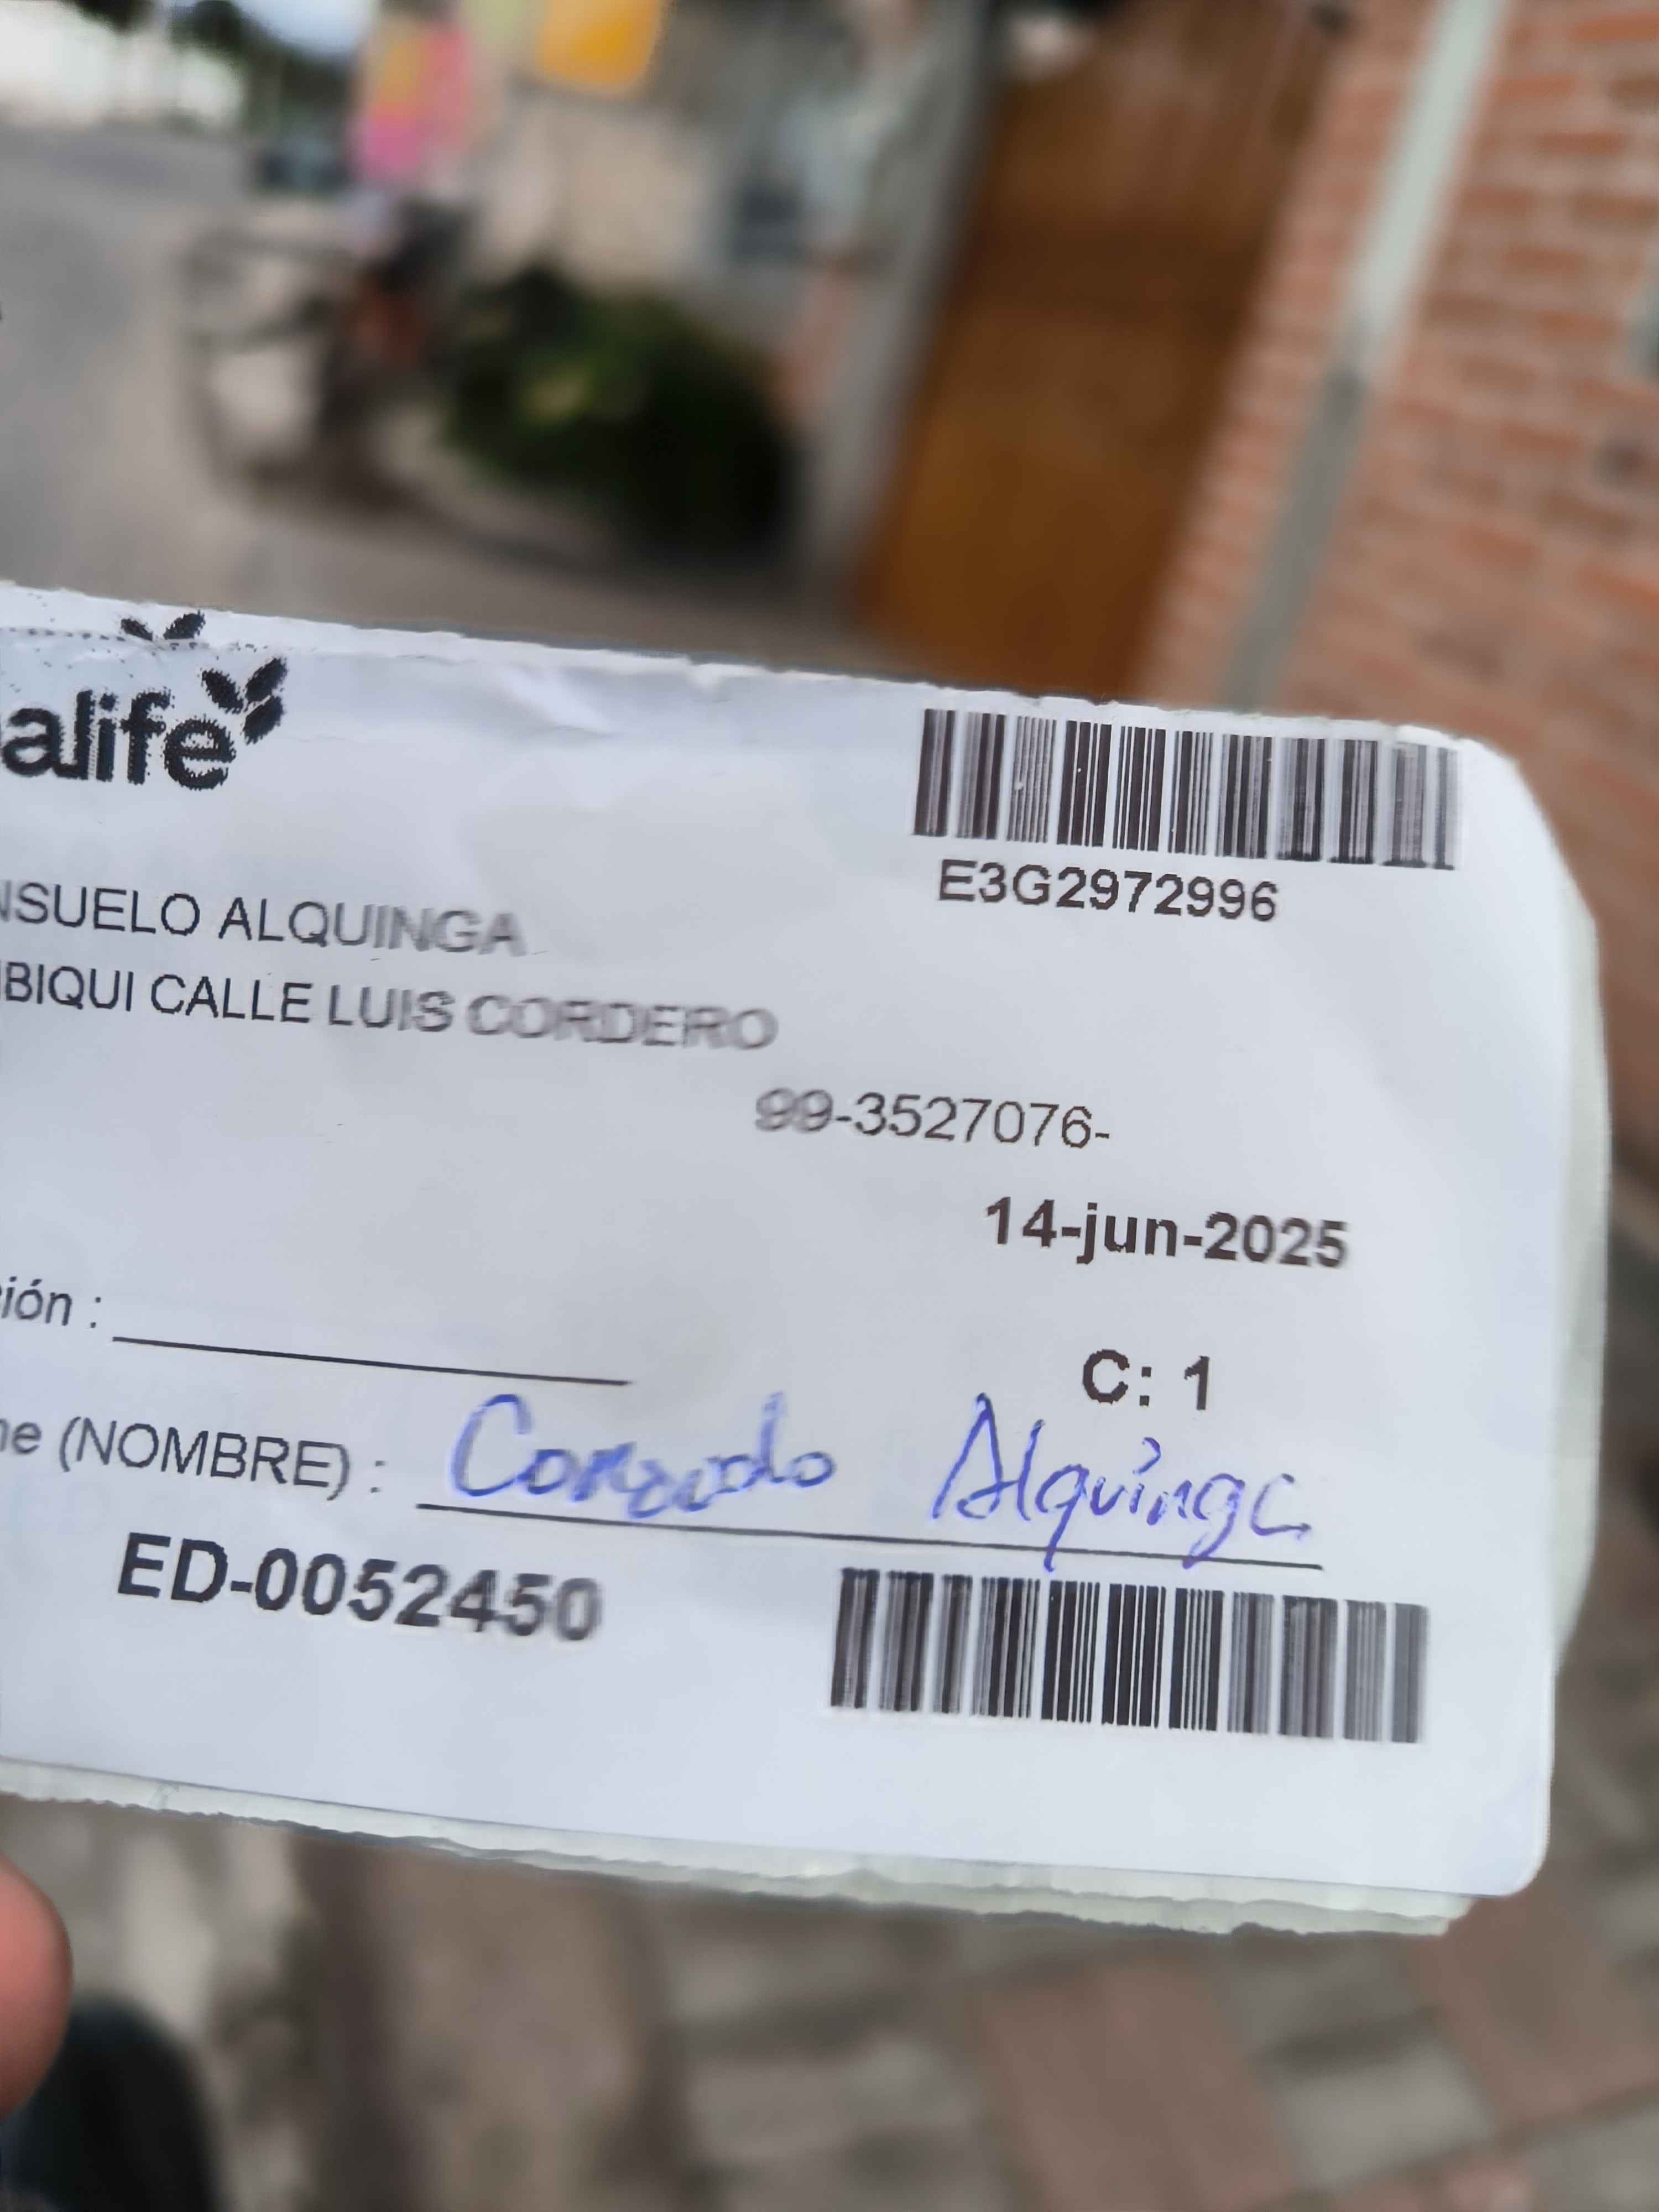 alife
E3G2972996
NSUELO ALQUINGA
BIQUI CALLE LUIS CORDERO
99-3527076-
14-jun-2025
ión :
C: 1
e (NOMBRE) : Alquinga
ED-0052450